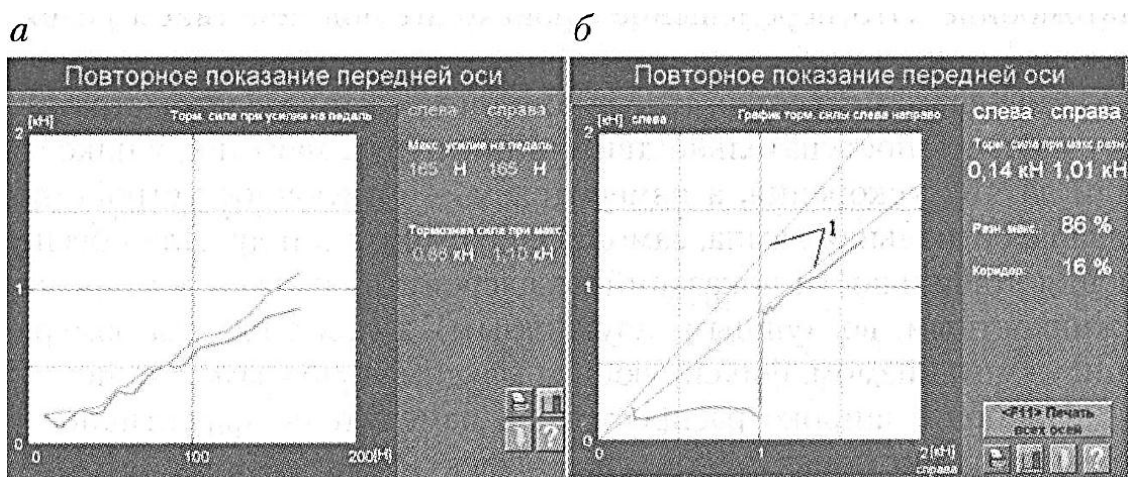 а
б
Повторное показание передней оси
[кН]
Торм. сила при усилии на педаль
слева справа
Макс. усилие на педаль
165 Н 165 Н
Тормозная сила при макс.
кН 1,10 кН
2
1
0
0
100
200[Н]
Повторное показание передней оси
[кН] слева
График торм. силы слева направо
слева справа
Торм. сила при макс. разн.
0,14 кН 1,01 кН
Разн. макс. 86 %
Коридор: 16 %
1
2
1
0
0
1
2[кН]
справа
<F11> Печать
всех осей
?
?